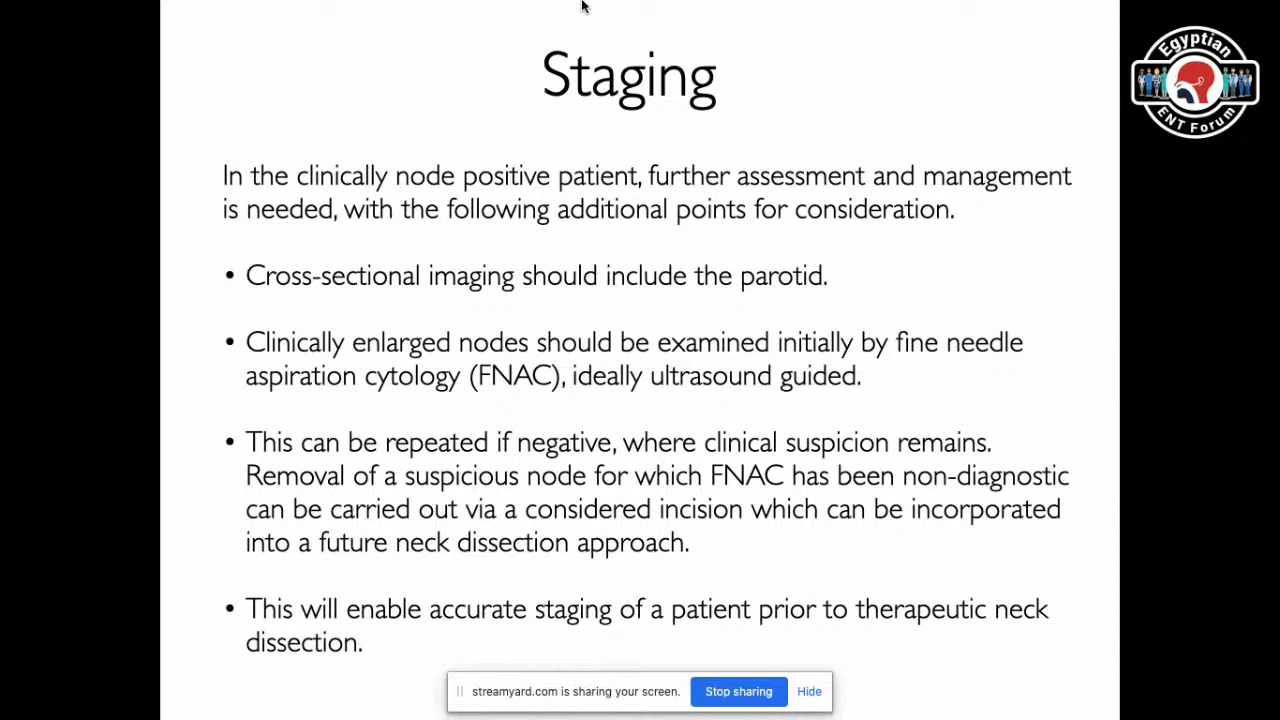 Staging
Egyptian
ENT Forum
In the clinically node positive patient, further assessment and management
is needed, with the following additional points for consideration.
• Cross-sectional imaging should include the parotid.
• Clinically enlarged nodes should be examined initially by fine needle
aspiration cytology (FNAC), ideally ultrasound guided.
• This can be repeated if negative, where clinical suspicion remains.
Removal of a suspicious node for which FNAC has been non-diagnostic
can be carried out via a considered incision which can be incorporated
into a future neck dissection approach.
• This will enable accurate staging of a patient prior to therapeutic neck
dissection.
streamyard.com is sharing your screen. Stop sharing Hide